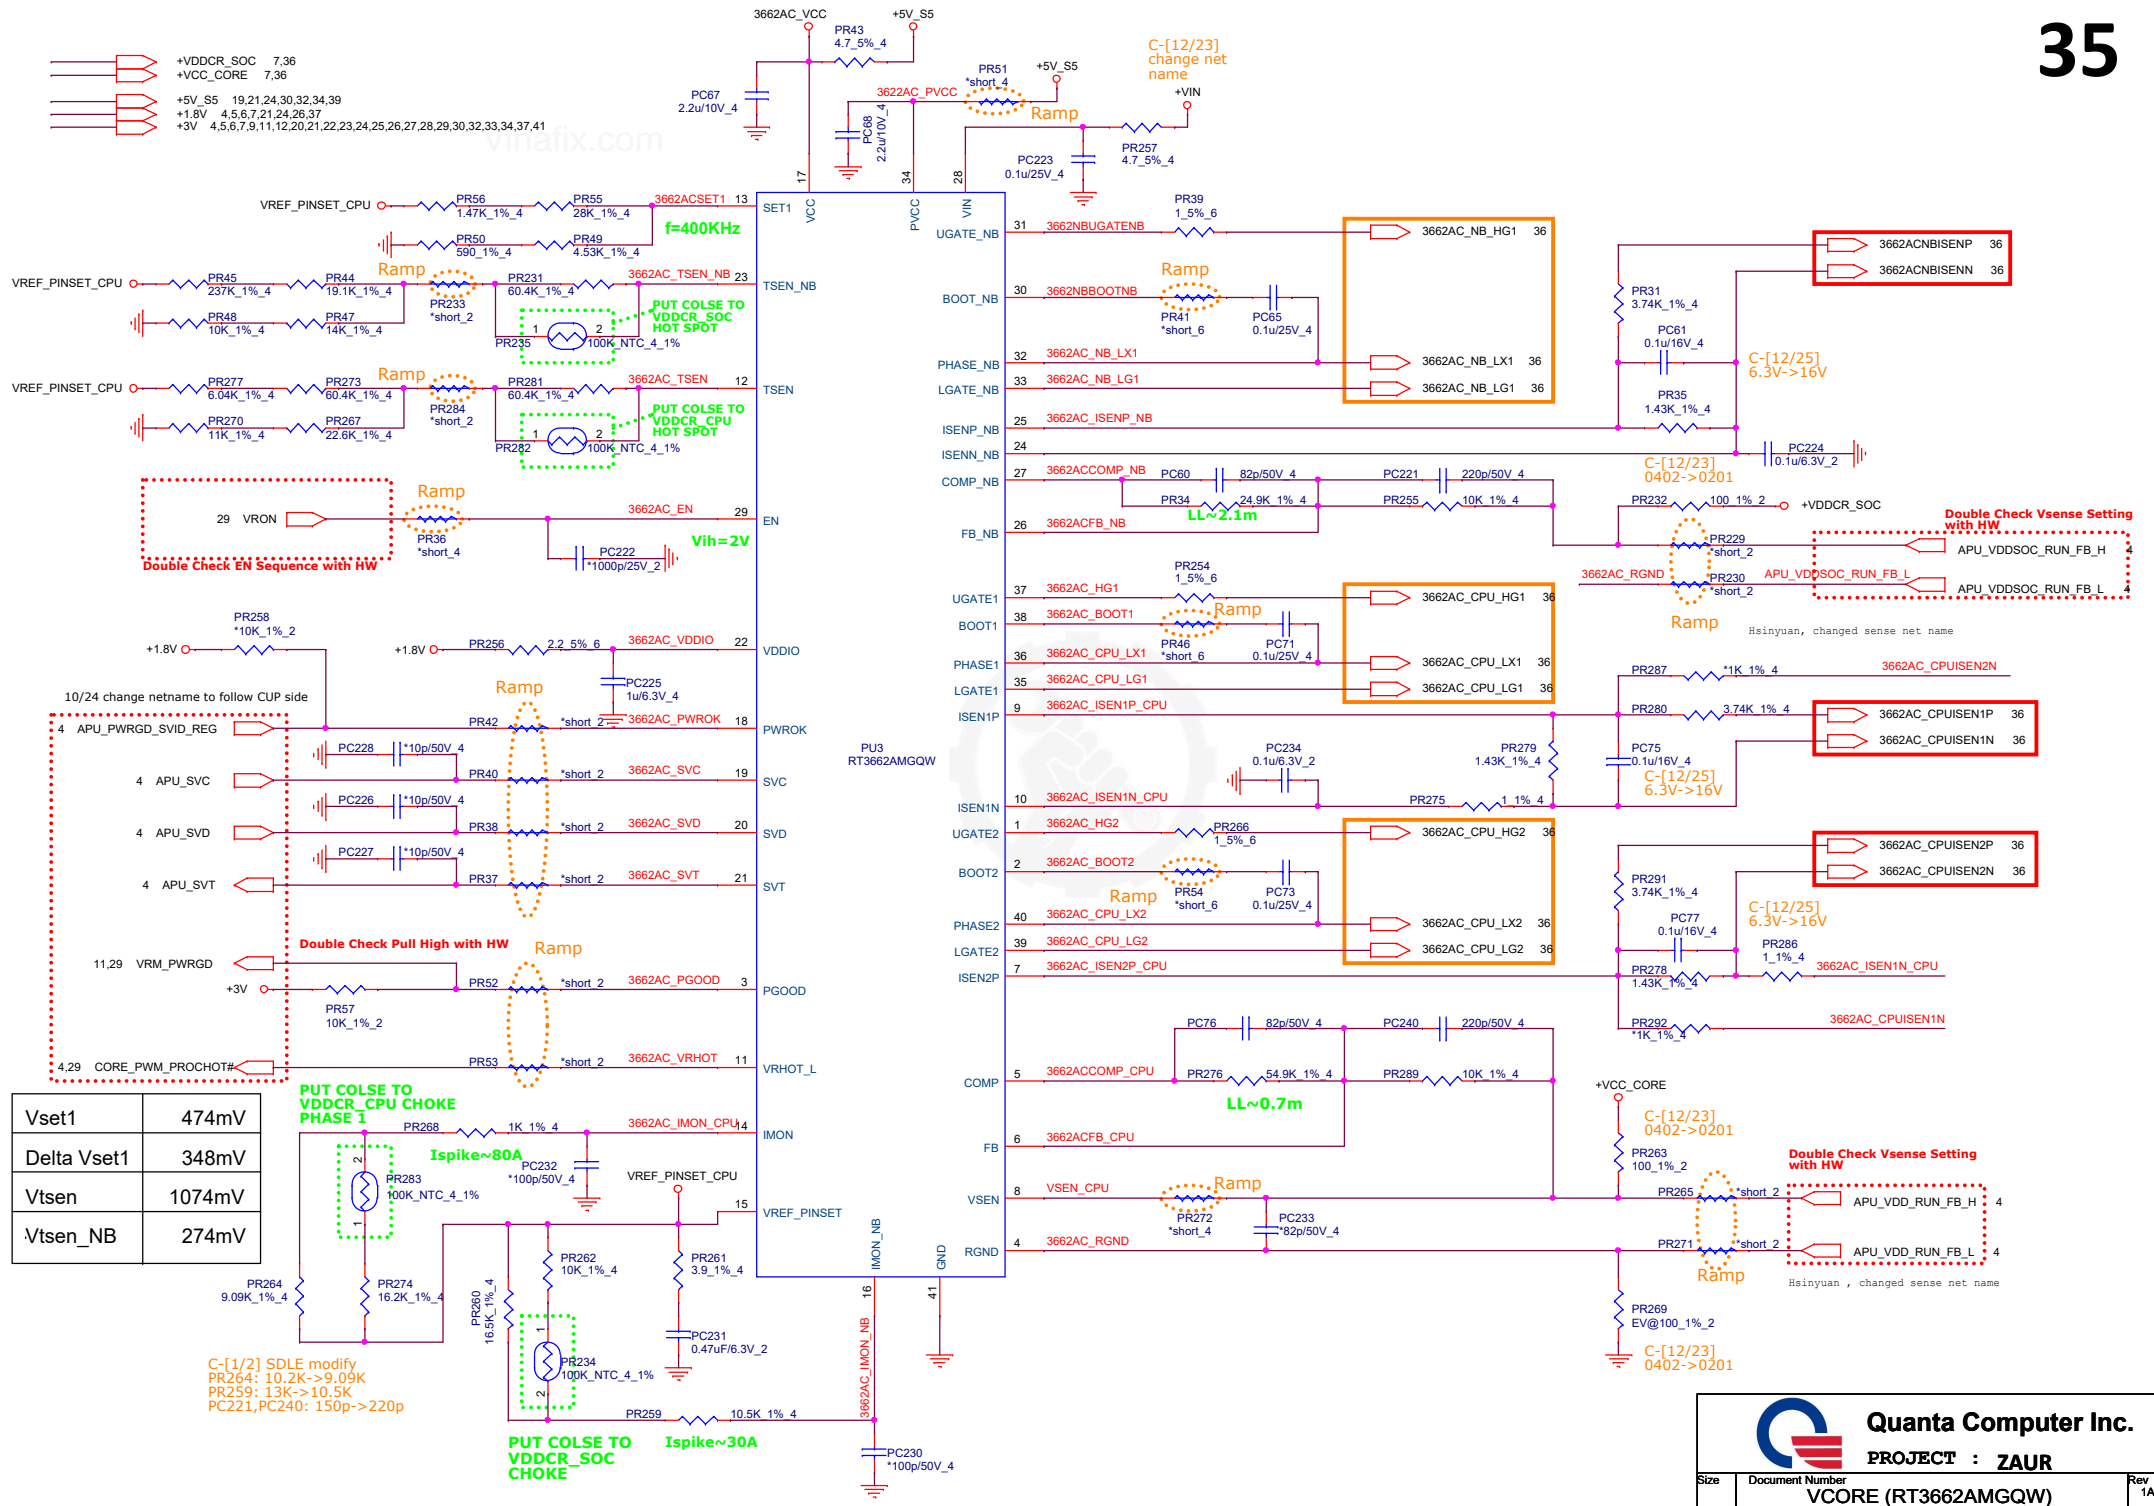 35
+VDDCR_SOC 7,36
+VCC_CORE 7,36
+5V_S5 19,21,24,30,32,34,39
+1.8V 4,5,6,7,21,24,26,37
+3V 4,5,6,7,9,11,12,20,21,22,23,24,25,26,27,28,29,30,32,33,34,37,41
Vinafix.com
3662AC_VCC
PR43
4.7_5%_4
+5V_S5
PC67
2.2u/10V_4
3622AC_PVCC
PC68
2.2u/10V_4
PR51
*short_4
+5V_S5
Ramp
C-[12/23]
change net
name
+VIN
PC223
0.1u/25V_4
PR257
4.7_5%_4
17
34
28
VCC
PVCC
VIN
VREF_PINSET_CPU
PR56
1.47K_1%_4
PR55
28K_1%_4
3662ACSET1 13
SET1
f=400KHz
PR50
590_1%_4
PR49
4.53K_1%_4
VREF_PINSET_CPU
PR45
237K_1%_4
PR44
19.1K_1%_4
Ramp
PR233
*short_2
PR231
60.4K_1%_4
3662AC_TSEN_NB 23
TSEN_NB
PR48
10K_1%_4
PR47
14K_1%_4
PUT COLSE TO
VDDCR_SOC
HOT SPOT
1 2
PR235
100K_NTC_4_1%
VREF_PINSET_CPU
PR277
6.04K_1%_4
PR273
60.4K_1%_4
Ramp
PR284
*short_2
PR281
60.4K_1%_4
3662AC_TSEN 12
TSEN
PR270
11K_1%_4
PR267
22.6K_1%_4
PUT COLSE TO
VDDCR_CPU
HOT SPOT
1 2
PR282
100K_NTC_4_1%
29 VRON
Ramp
PR36
*short_4
3662AC_EN 29
EN
Vih=2V
PC222
*1000p/25V_2
Double Check EN Sequence with HW
PR258
*10K_1%_2
+1.8V
+1.8V
PR256
2.2_5%_6
3662AC_VDDIO 22
VDDIO
PC225
1u/6.3V_4
10/24 change netname to follow CUP side
Ramp
4 APU_PWRGD_SVID_REG
PR42
*short_2
3662AC_PWROK 18
PWROK
PC228
*10p/50V_4
4 APU_SVC
PR40
*short_2
3662AC_SVC 19
SVC
PC226
*10p/50V_4
4 APU_SVD
PR38
*short_2
3662AC_SVD 20
SVD
PC227
*10p/50V_4
4 APU_SVT
PR37
*short_2
3662AC_SVT 21
SVT
Double Check Pull High with HW
Ramp
11,29 VRM_PWRGD
+3V
PR57
10K_1%_2
PR52
*short_2
3662AC_PGOOD 3
PGOOD
4,29 CORE_PWM_PROCHOT#
PR53
*short_2
3662AC_VRHOT 11
VRHOT_L
PUT COLSE TO
VDDCR_CPU CHOKE
PHASE 1
Vset1 474mV
Delta Vset1 348mV
Vtsen 1074mV
Vtsen_NB 274mV
PR268
1K_1%_4
3662AC_IMON_CPU 14
IMON
Ispike~80A
2
PR283
100K_NTC_4_1%
1
PC232
*100p/50V_4
VREF_PINSET_CPU
15
VREF_PINSET
PR264
9.09K_1%_4
PR274
16.2K_1%_4
PR260
16.5K_1%_4
PR262
10K_1%_4
PR261
3.9_1%_4
1
PR234
100K_NTC_4_1%
2
PC231
0.47uF/6.3V_2
C-[1/2] SDLE modify
PR264: 10.2K->9.09K
PR259: 13K->10.5K
PC221,PC240: 150p->220p
PUT COLSE TO
VDDCR_SOC
CHOKE
PR259
10.5K_1%_4
Ispike~30A
IMON_NB
16
3662AC_IMON_NB
PC230
*100p/50V_4
GND
41
PU3
RT3662AMGQW
UGATE_NB
31 3662NBUGATENB
PR39
1_5%_6
3662AC_NB_HG1 36
BOOT_NB
30 3662NBBOOTNB
Ramp
PR41
*short_6
PC65
0.1u/25V_4
PHASE_NB
32 3662AC_NB_LX1
3662AC_NB_LX1 36
LGATE_NB
33 3662AC_NB_LG1
3662AC_NB_LG1 36
ISENP_NB
25 3662AC_ISENP_NB
ISENN_NB
24
3662ACNBISENP 36
3662ACNBISENN 36
PR31
3.74K_1%_4
PC61
0.1u/16V_4
C-[12/25]
6.3V->16V
PR35
1.43K_1%_4
PC224
0.1u/6.3V_2
COMP_NB
27 3662ACCOMP_NB
PC60
82p/50V_4
PC221
220p/50V_4
PR34
24.9K_1%_4
LL~2.1m
PR255
10K_1%_4
FB_NB
26 3662ACFB_NB
C-[12/23]
0402->0201
PR232
100_1%_2
+VDDCR_SOC
Double Check Vsense Setting
with HW
PR229
*short_2
APU_VDDSOC_RUN_FB_H 4
3662AC_RGND
PR230
*short_2
APU_VDDSOC_RUN_FB_L
APU_VDDSOC_RUN_FB_L 4
Ramp
Hsinyuan, changed sense net name
UGATE1
37 3662AC_HG1
PR254
1_5%_6
3662AC_CPU_HG1 36
BOOT1
38 3662AC_BOOT1
Ramp
PR46
*short_6
PC71
0.1u/25V_4
PHASE1
36 3662AC_CPU_LX1
3662AC_CPU_LX1 36
LGATE1
35 3662AC_CPU_LG1
3662AC_CPU_LG1 36
ISEN1P
9 3662AC_ISEN1P_CPU
PR287
*1K_1%_4
3662AC_CPUISEN2N
PR280
3.74K_1%_4
3662AC_CPUISEN1P 36
3662AC_CPUISEN1N 36
PC234
0.1u/6.3V_2
PR279
1.43K_1%_4
PC75
0.1u/16V_4
C-[12/25]
6.3V->16V
ISEN1N
10 3662AC_ISEN1N_CPU
PR275
1_1%_4
UGATE2
1 3662AC_HG2
PR266
1_5%_6
3662AC_CPU_HG2 36
BOOT2
2 3662AC_BOOT2
Ramp
PR54
*short_6
PC73
0.1u/25V_4
PHASE2
40 3662AC_CPU_LX2
3662AC_CPU_LX2 36
LGATE2
39 3662AC_CPU_LG2
3662AC_CPU_LG2 36
ISEN2P
7 3662AC_ISEN2P_CPU
3662AC_CPUISEN2P 36
3662AC_CPUISEN2N 36
PR291
3.74K_1%_4
PC77
0.1u/16V_4
C-[12/25]
6.3V->16V
PR286
1_1%_4
3662AC_ISEN1N_CPU
PR278
1.43K_1%_4
PR292
*1K_1%_4
3662AC_CPUISEN1N
PC76
82p/50V_4
PC240
220p/50V_4
COMP
5 3662ACCOMP_CPU
PR276
54.9K_1%_4
PR289
10K_1%_4
LL~0.7m
FB
6 3662ACFB_CPU
+VCC_CORE
C-[12/23]
0402->0201
PR263
100_1%_2
Double Check Vsense Setting
with HW
VSEN
8 VSEN_CPU
Ramp
PR272
*short_4
PC233
*82p/50V_4
PR265
*short_2
APU_VDD_RUN_FB_H 4
RGND
4 3662AC_RGND
PR271
*short_2
APU_VDD_RUN_FB_L 4
Ramp
Hsinyuan , changed sense net name
PR269
EV@100_1%_2
C-[12/23]
0402->0201
Quanta Computer Inc.
PROJECT : ZAUR
Size Document Number Rev
VCORE (RT3662AMGQW) 1A